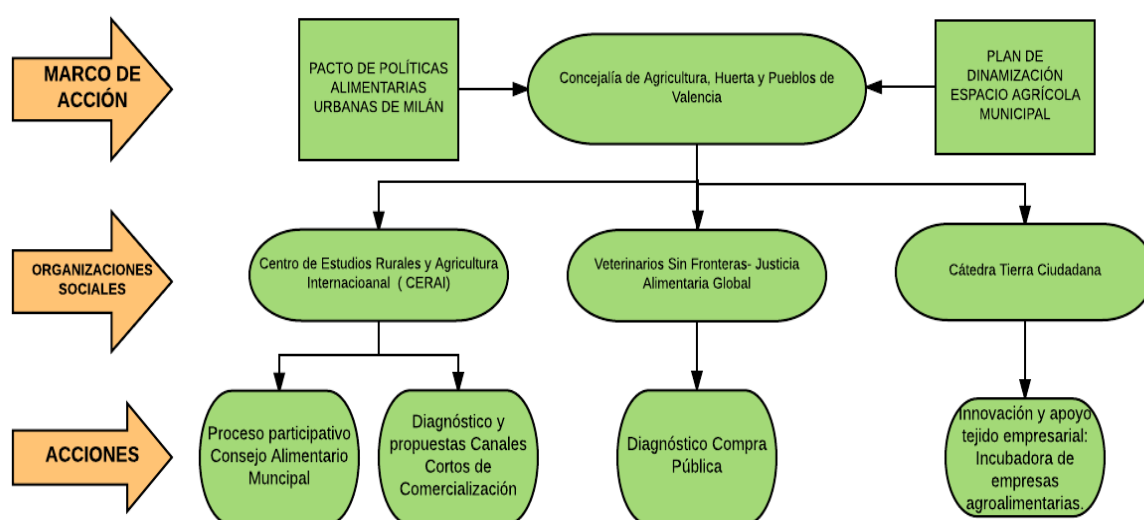 MARCO DE
ACCIÓN
PACTO DE POLÍTICAS
ALIMENTARIAS
URBANAS DE MILÁN
Concejalía de Agricultura, Huerta y Pueblos de
Valencia
PLAN DE
DINAMIZACIÓN
ESPACIO AGRÍCOLA
MUNICIPAL
ORGANIZACIONES
SOCIALES
Centro de Estudios Rurales y Agricultura
Internacioanal ( CERAI)
Veterinarios Sin Fronteras- Justicia
Alimentaria Global
Cátedra Tierra Ciudadana
ACCIONES
Proceso participativo
Consejo Alimentario
Muncipal
Diagnóstico y
propuestas Canales
Cortos de
Comercialización
Diagnóstico Compra
Pública
Innovación y apoyo
tejido empresarial:
Incubadora de
empresas
agroalimentarias.